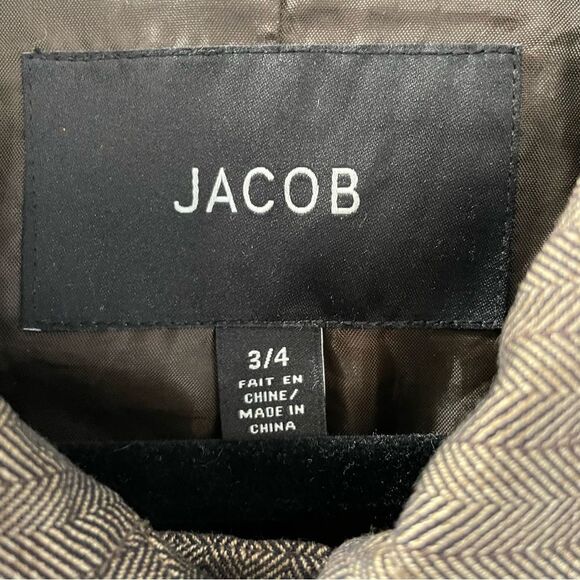 JACOB
3/4
FAIT EN
CHINE/
MADE IN
CHINA